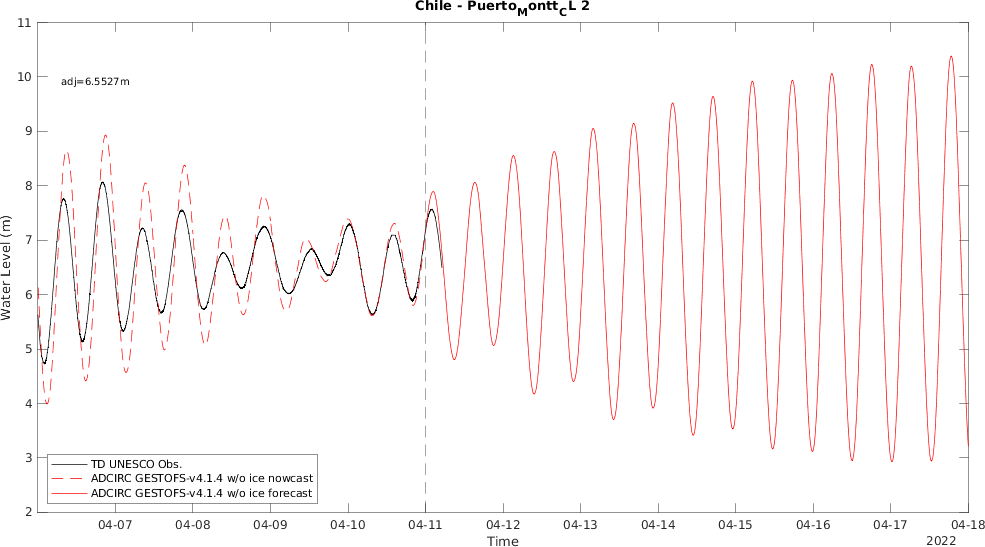 Chile - Puerto_Montt_CL 2
11
10
9
8
7
6
5
4
3
2
Water Level (m)
adj=6.5527m
TD UNESCO Obs.
ADCIRC GESTOFS-v4.1.4 w/o ice nowcast
ADCIRC GESTOFS-v4.1.4 w/o ice forecast
04-07 04-08 04-09 04-10 04-11 04-12 04-13 04-14 04-15 04-16 04-17 04-18
Time
2022